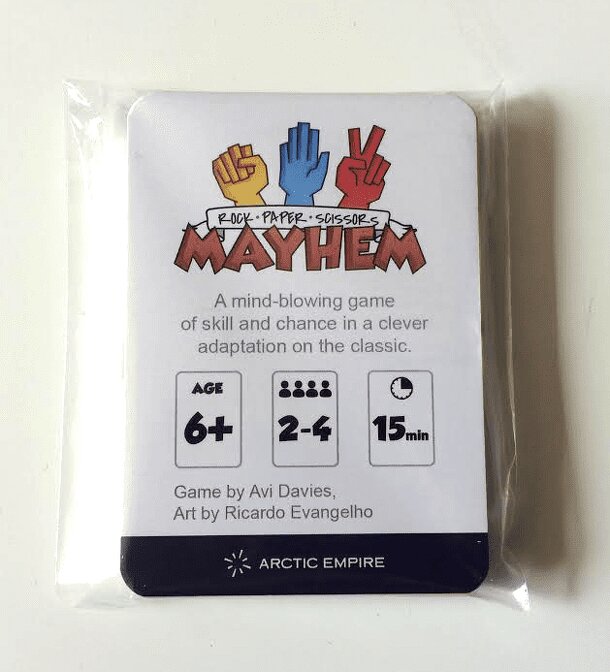 ROCK • PAPER • SCISSORS
MAYHEM
A mind-blowing game
of skill and chance in a clever
adaptation on the classic.
AGE
6+
2-4
15min
Game by Avi Davies,
Art by Ricardo Evangelho
ARCTIC EMPIRE